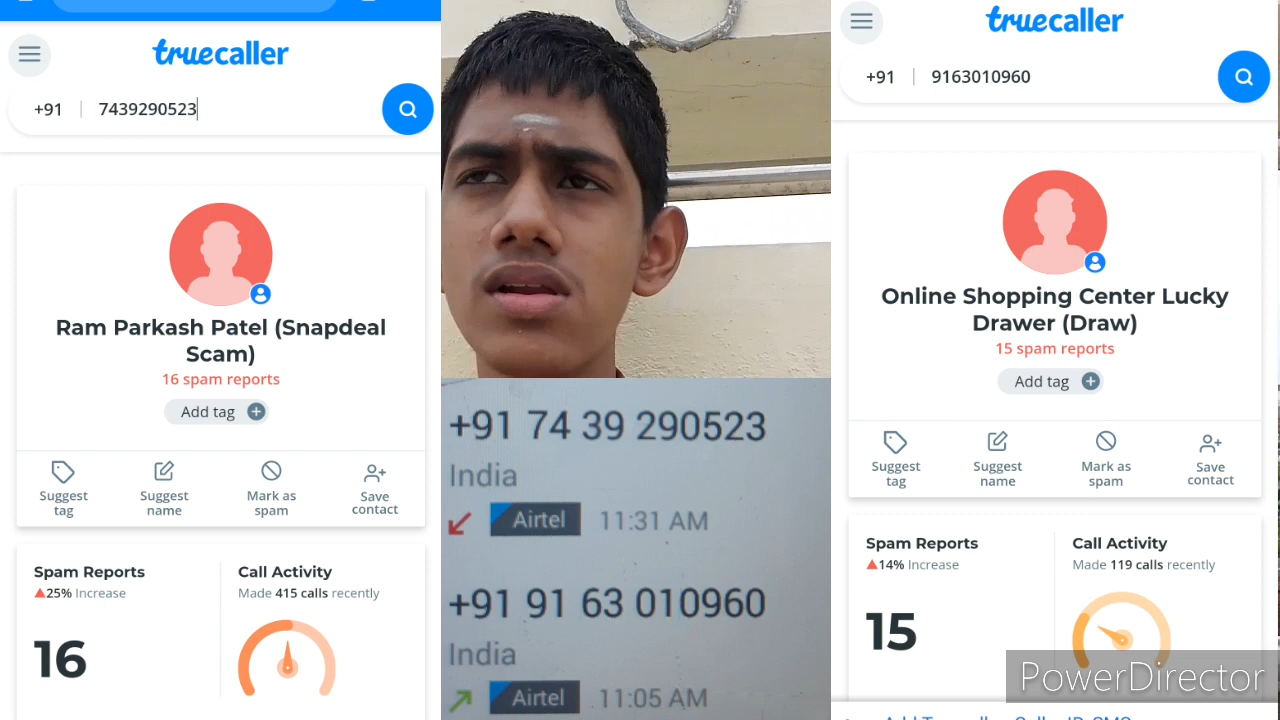 truecaller
+91 7439290523
Ram Parkash Patel (Snapdeal
Scam)
16 spam reports
Add tag
Suggest
tag
Suggest
name
Mark as
spam
Save
contact
Spam Reports
25% Increase
16
Call Activity
Made 415 calls recently
+91 74 39 290523
India
Airtel 11:31 AM
+91 91 63 010960
India
Airtel 11:05 AM
truecaller
+91 9163010960
Online Shopping Center Lucky
Drawer (Draw)
15 spam reports
Add tag
Suggest
tag
Suggest
name
Mark as
spam
Save
contact
Spam Reports
14% Increase
15
Call Activity
Made 119 calls recently
PowerDirector